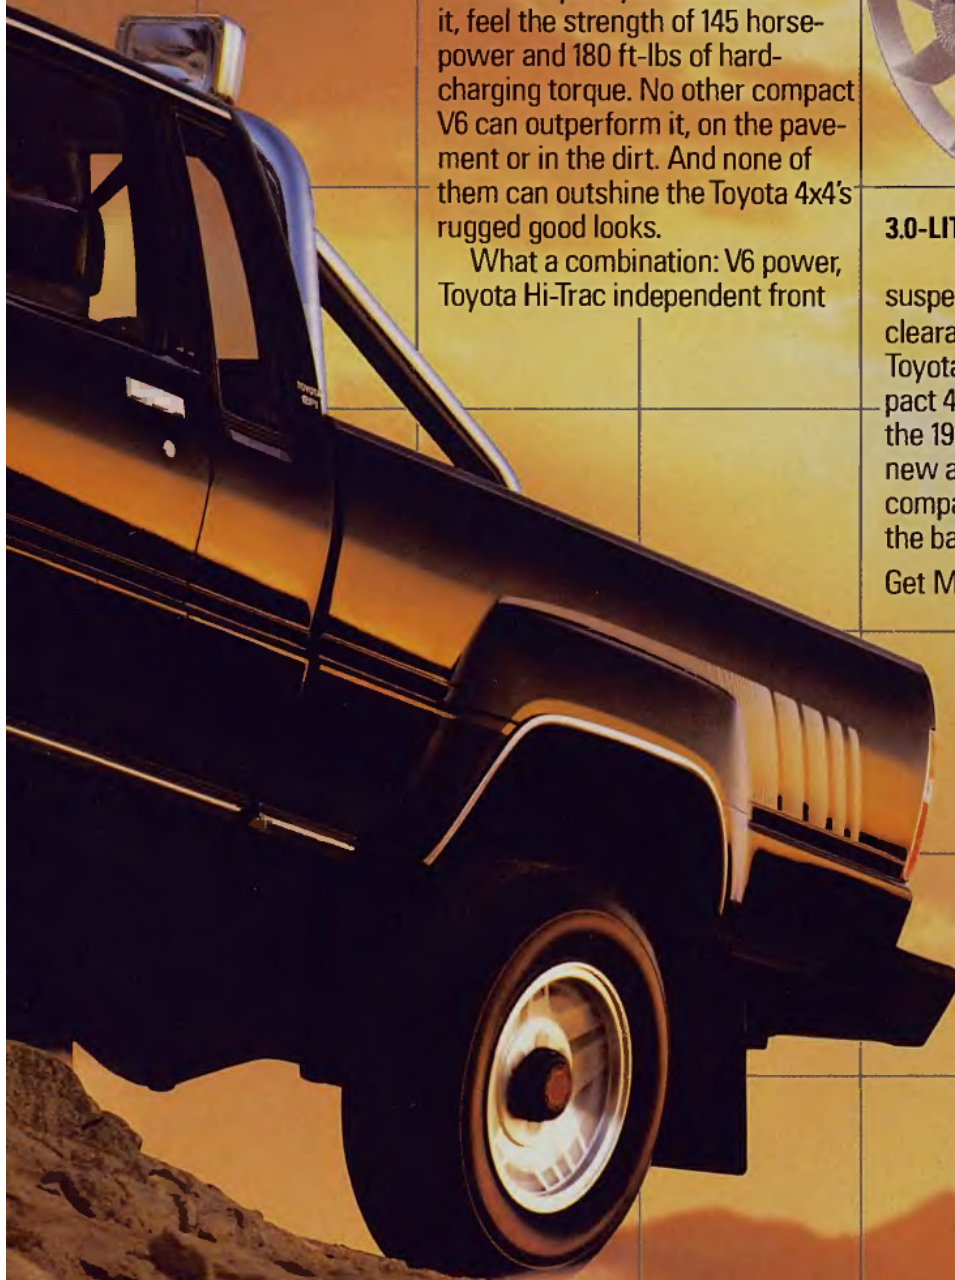 it, feel the strength of 145 horse-
power and 180 ft-lbs of hard-
charging torque. No other compact
V6 can outperform it, on the pave-
ment or in the dirt. And none of
them can outshine the Toyota 4x4's
rugged good looks.
What a combination: V6 power,
Toyota Hi-Trac independent front
3.0-LIT
suspe
cleara
Toyota
pact 4
the 19
new a
compa
the ba
Get M
TOYOTA